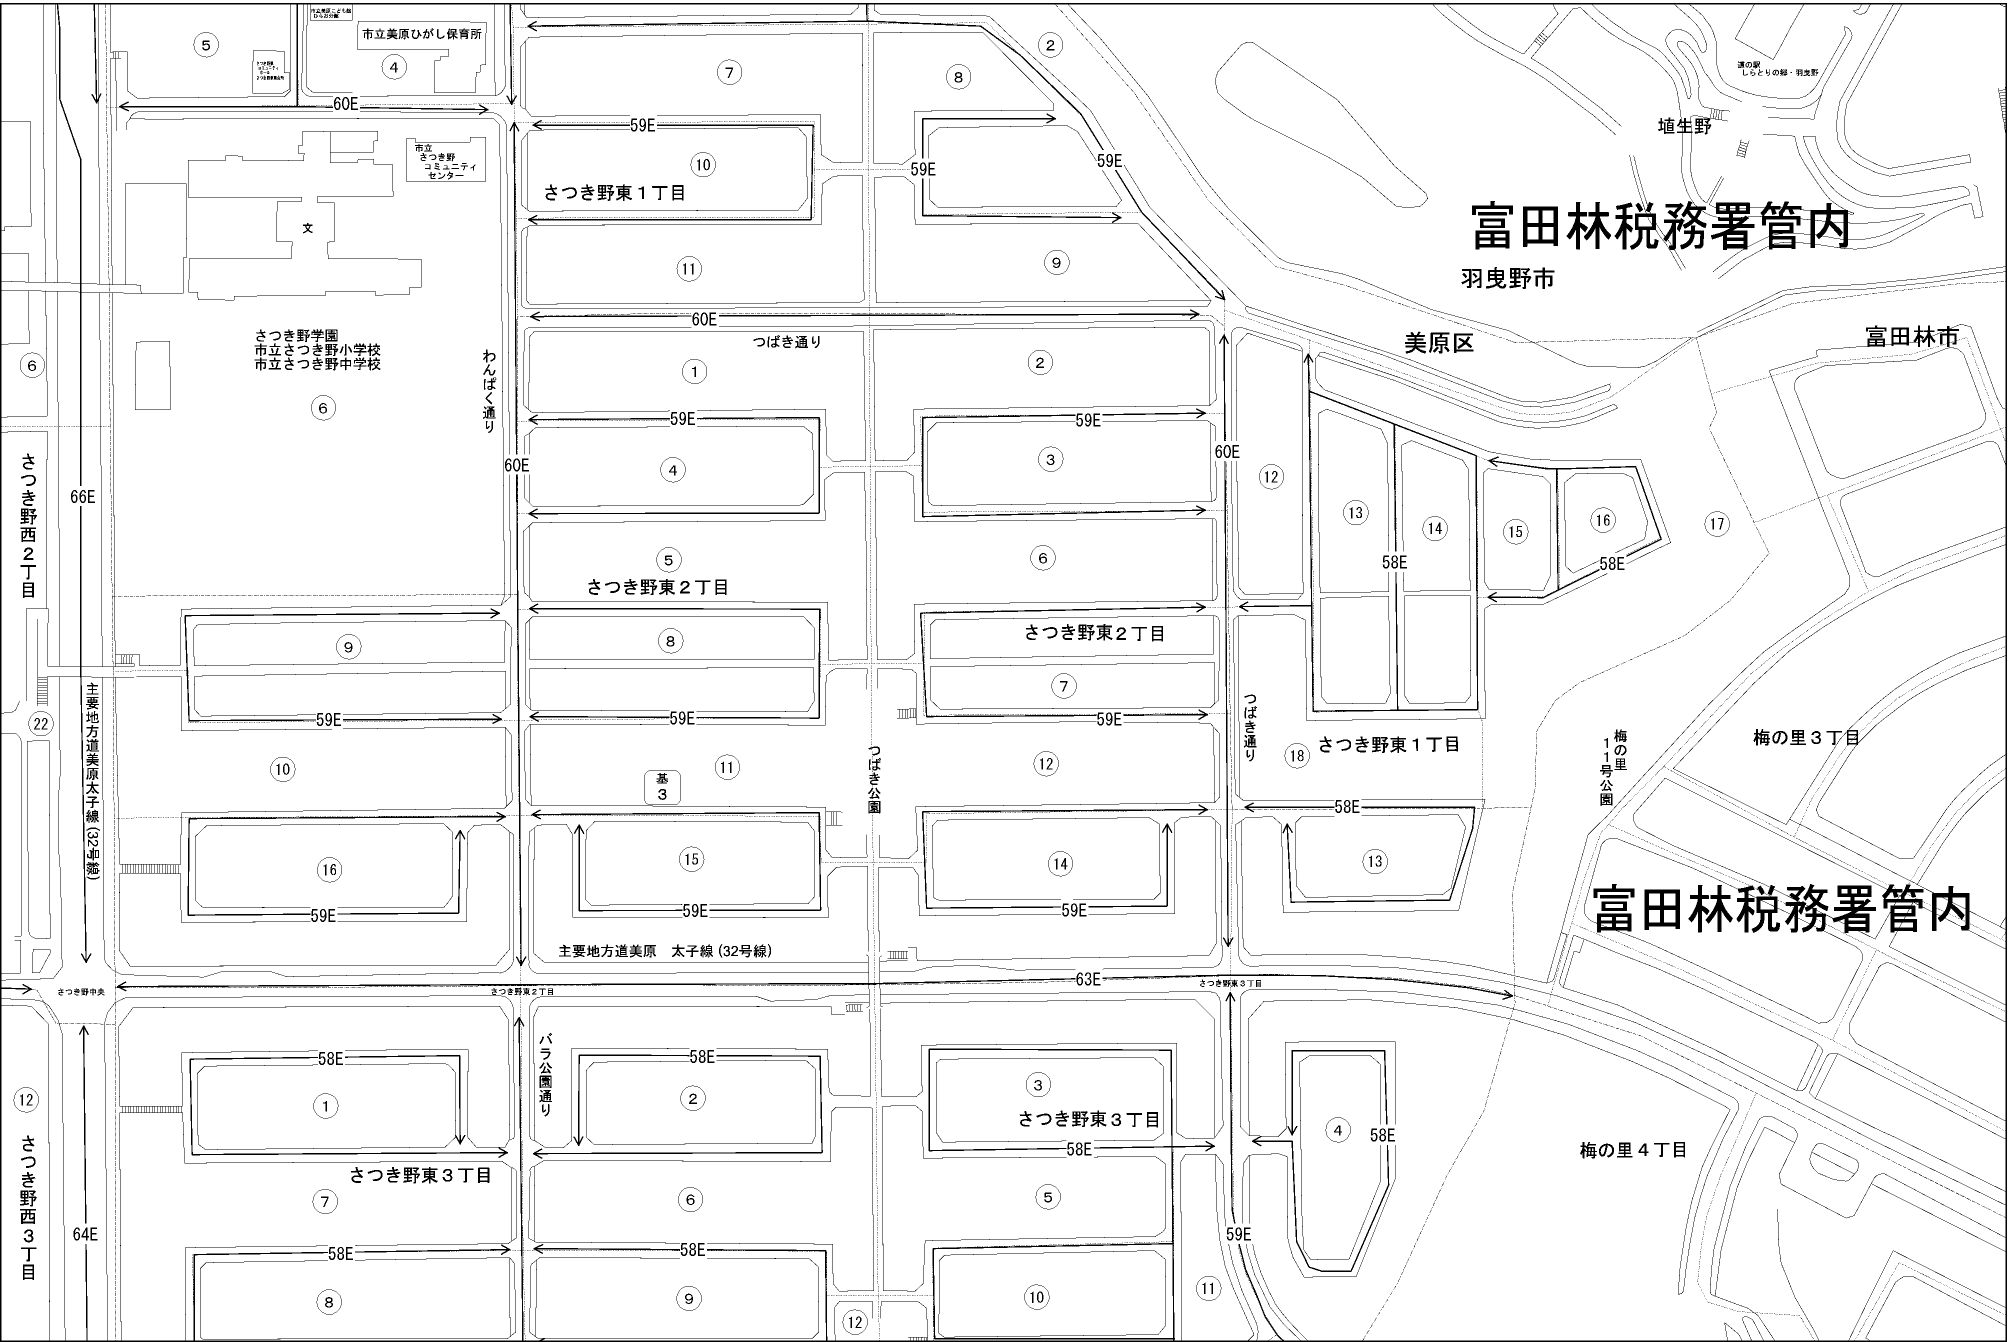 市立美原こども館
ひらお分館
市立美原ひがし保育所
5
4
7
8
2
道の駅
しらとりの郷・羽曳野
60E
59E
埴生野
市立
さつき野
コミュニティ
センター
10
59E
59E
さつき野東1丁目
文
富田林税務署管内
羽曳野市
11
9
60E
つばき通り
美原区
富田林市
さつき野学園
市立さつき野小学校
市立さつき野中学校
6
6
わんぱく通り
1
2
59E
59E
60E
60E
4
3
12
13
14
15
16
17
66E
さつき野西2丁目
5
6
58E
58E
さつき野東2丁目
さつき野東2丁目
9
8
7
59E
59E
59E
22
主要地方道美原太子線(32号線)
10
11
12
基
3
つばき公園
つばき通り
18
さつき野東1丁目
梅の里
11号公園
梅の里3丁目
58E
16
15
14
13
59E
59E
59E
富田林税務署管内
主要地方道美原 太子線(32号線)
63E
さつき野中央
さつき野東2丁目
さつき野東3丁目
バラ公園通り
58E
58E
3
12
1
2
さつき野東3丁目
58E
4
58E
梅の里4丁目
さつき野西3丁目
さつき野東3丁目
7
6
5
64E
58E
58E
59E
8
9
10
11
12